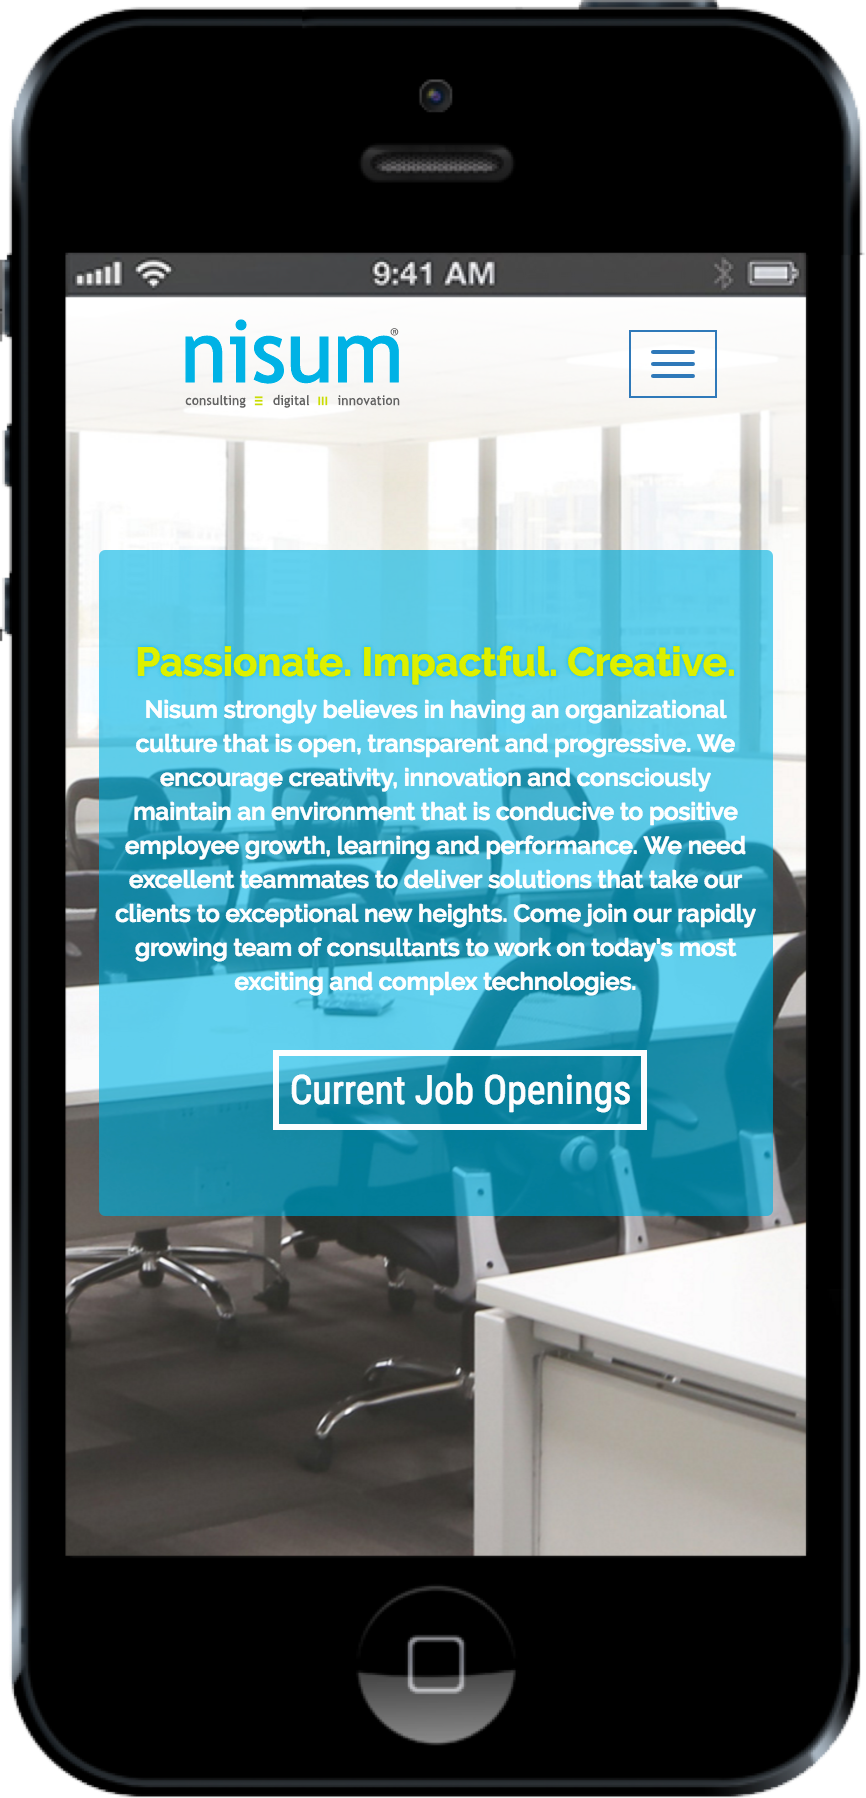 9:41 AM
nisum®
consulting digital innovation
Passionate. Impactful. Creative.
Nisum strongly believes in having an organizational
culture that is open, transparent and progressive. We
encourage creativity, innovation and consciously
maintain an environment that is conducive to positive
employee growth, learning and performance. We need
excellent teammates to deliver solutions that take our
clients to exceptional new heights. Come join our rapidly
growing team of consultants to work on today's most
exciting and complex technologies.
Current Job Openings